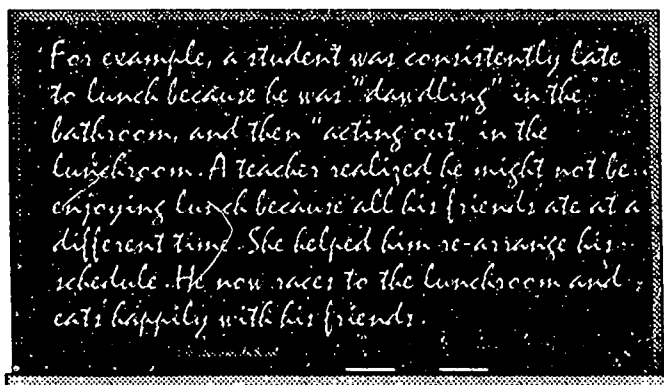 For example, a student was consistently late
to lunch because he was "dawdling" in the
bathroom, and then "acting out" in the
lunchroom. A teacher realized he might not be
enjoying lunch because all his friends ate at a
different time. She helped him re-arrange his
schedule. He now races to the lunchroom and
eats happily with his friends.